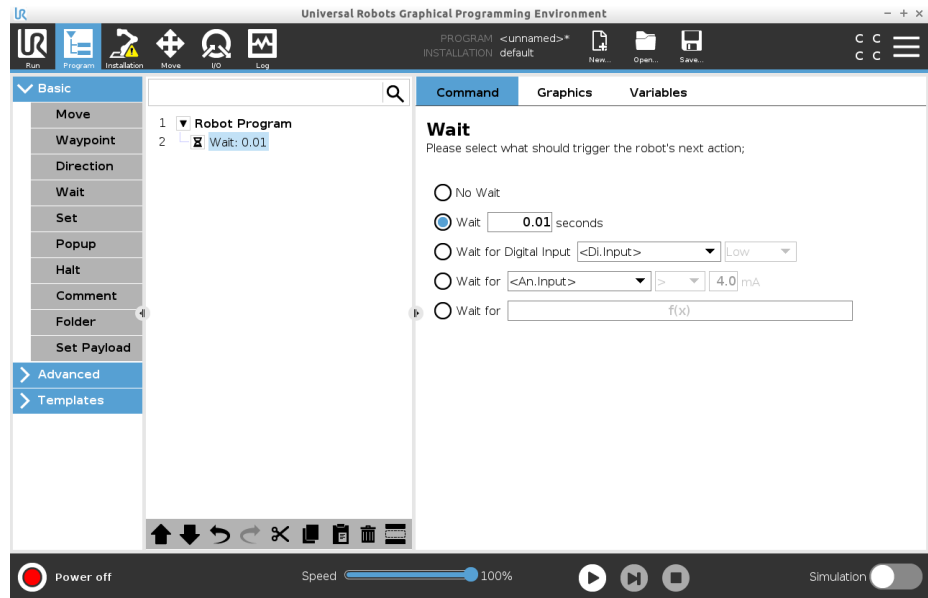 Universal Robots Graphical Programming Environment
UR
PROGRAM <unnamed>*
INSTALLATION default
Run Program Installation Move I/O Log New... Open... Save...
C C
C C
Basic
Move
Waypoint
Direction
Wait
Set
Popup
Halt
Comment
Folder
Set Payload
Advanced
Templates
1 Robot Program
2 Wait: 0.01
Command Graphics Variables
Wait
Please select what should trigger the robot's next action;
No Wait
Wait 0.01 seconds
Wait for Digital Input <Di.Input> Low
Wait for <An.Input> > 4.0 mA
Wait for f(x)
Power off
Speed 100%
Simulation